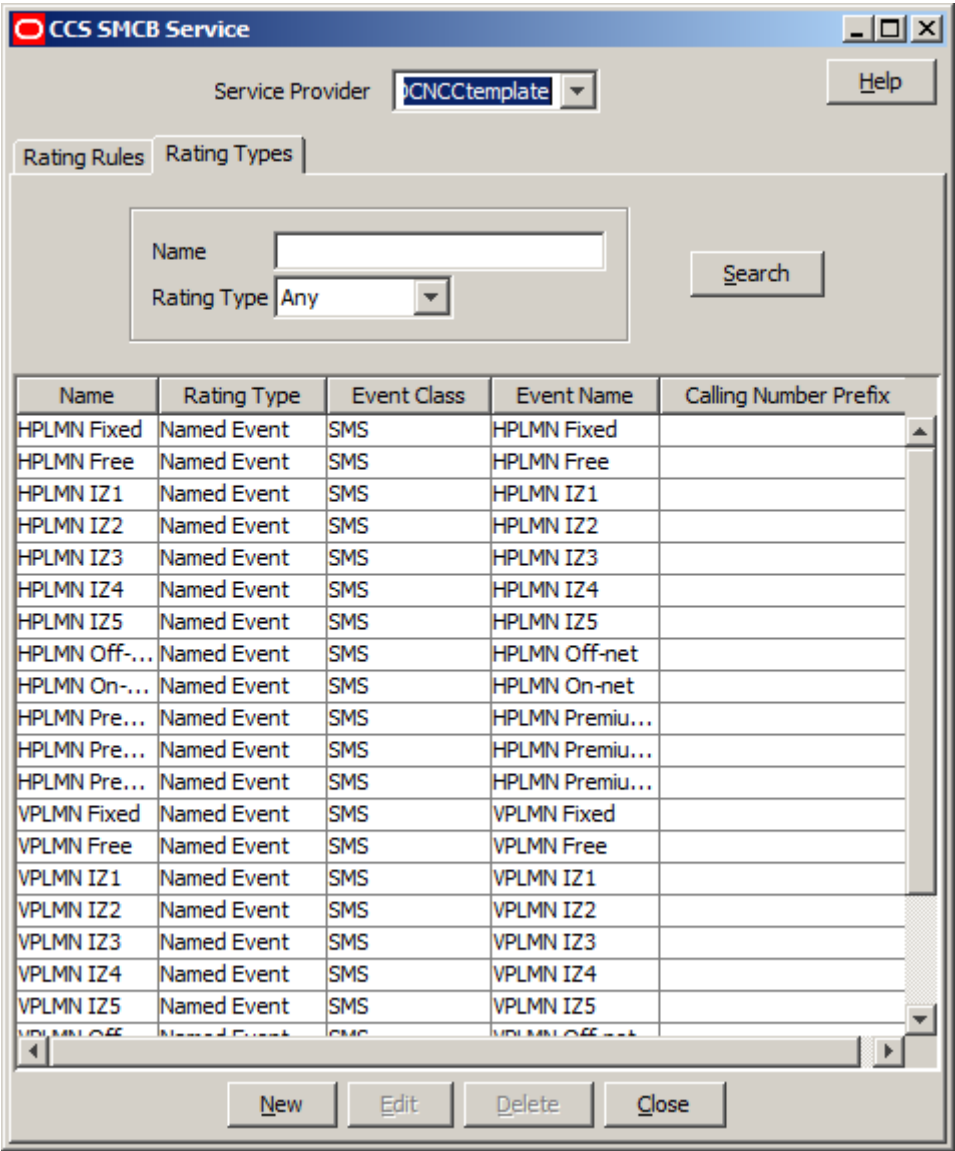 CCS SMCB Service
Service Provider OCNCCtemplate Help
Rating Rules Rating Types
Name
Rating Type Any Search
Name Rating Type Event Class Event Name Calling Number Prefix
HPLMN Fixed Named Event SMS HPLMN Fixed
HPLMN Free Named Event SMS HPLMN Free
HPLMN IZ1 Named Event SMS HPLMN IZ1
HPLMN IZ2 Named Event SMS HPLMN IZ2
HPLMN IZ3 Named Event SMS HPLMN IZ3
HPLMN IZ4 Named Event SMS HPLMN IZ4
HPLMN IZ5 Named Event SMS HPLMN IZ5
HPLMN Off-... Named Event SMS HPLMN Off-net
HPLMN On-... Named Event SMS HPLMN On-net
HPLMN Pre... Named Event SMS HPLMN Premiu...
HPLMN Pre... Named Event SMS HPLMN Premiu...
HPLMN Pre... Named Event SMS HPLMN Premiu...
VPLMN Fixed Named Event SMS VPLMN Fixed
VPLMN Free Named Event SMS VPLMN Free
VPLMN IZ1 Named Event SMS VPLMN IZ1
VPLMN IZ2 Named Event SMS VPLMN IZ2
VPLMN IZ3 Named Event SMS VPLMN IZ3
VPLMN IZ4 Named Event SMS VPLMN IZ4
VPLMN IZ5 Named Event SMS VPLMN IZ5
New Edit Delete Close